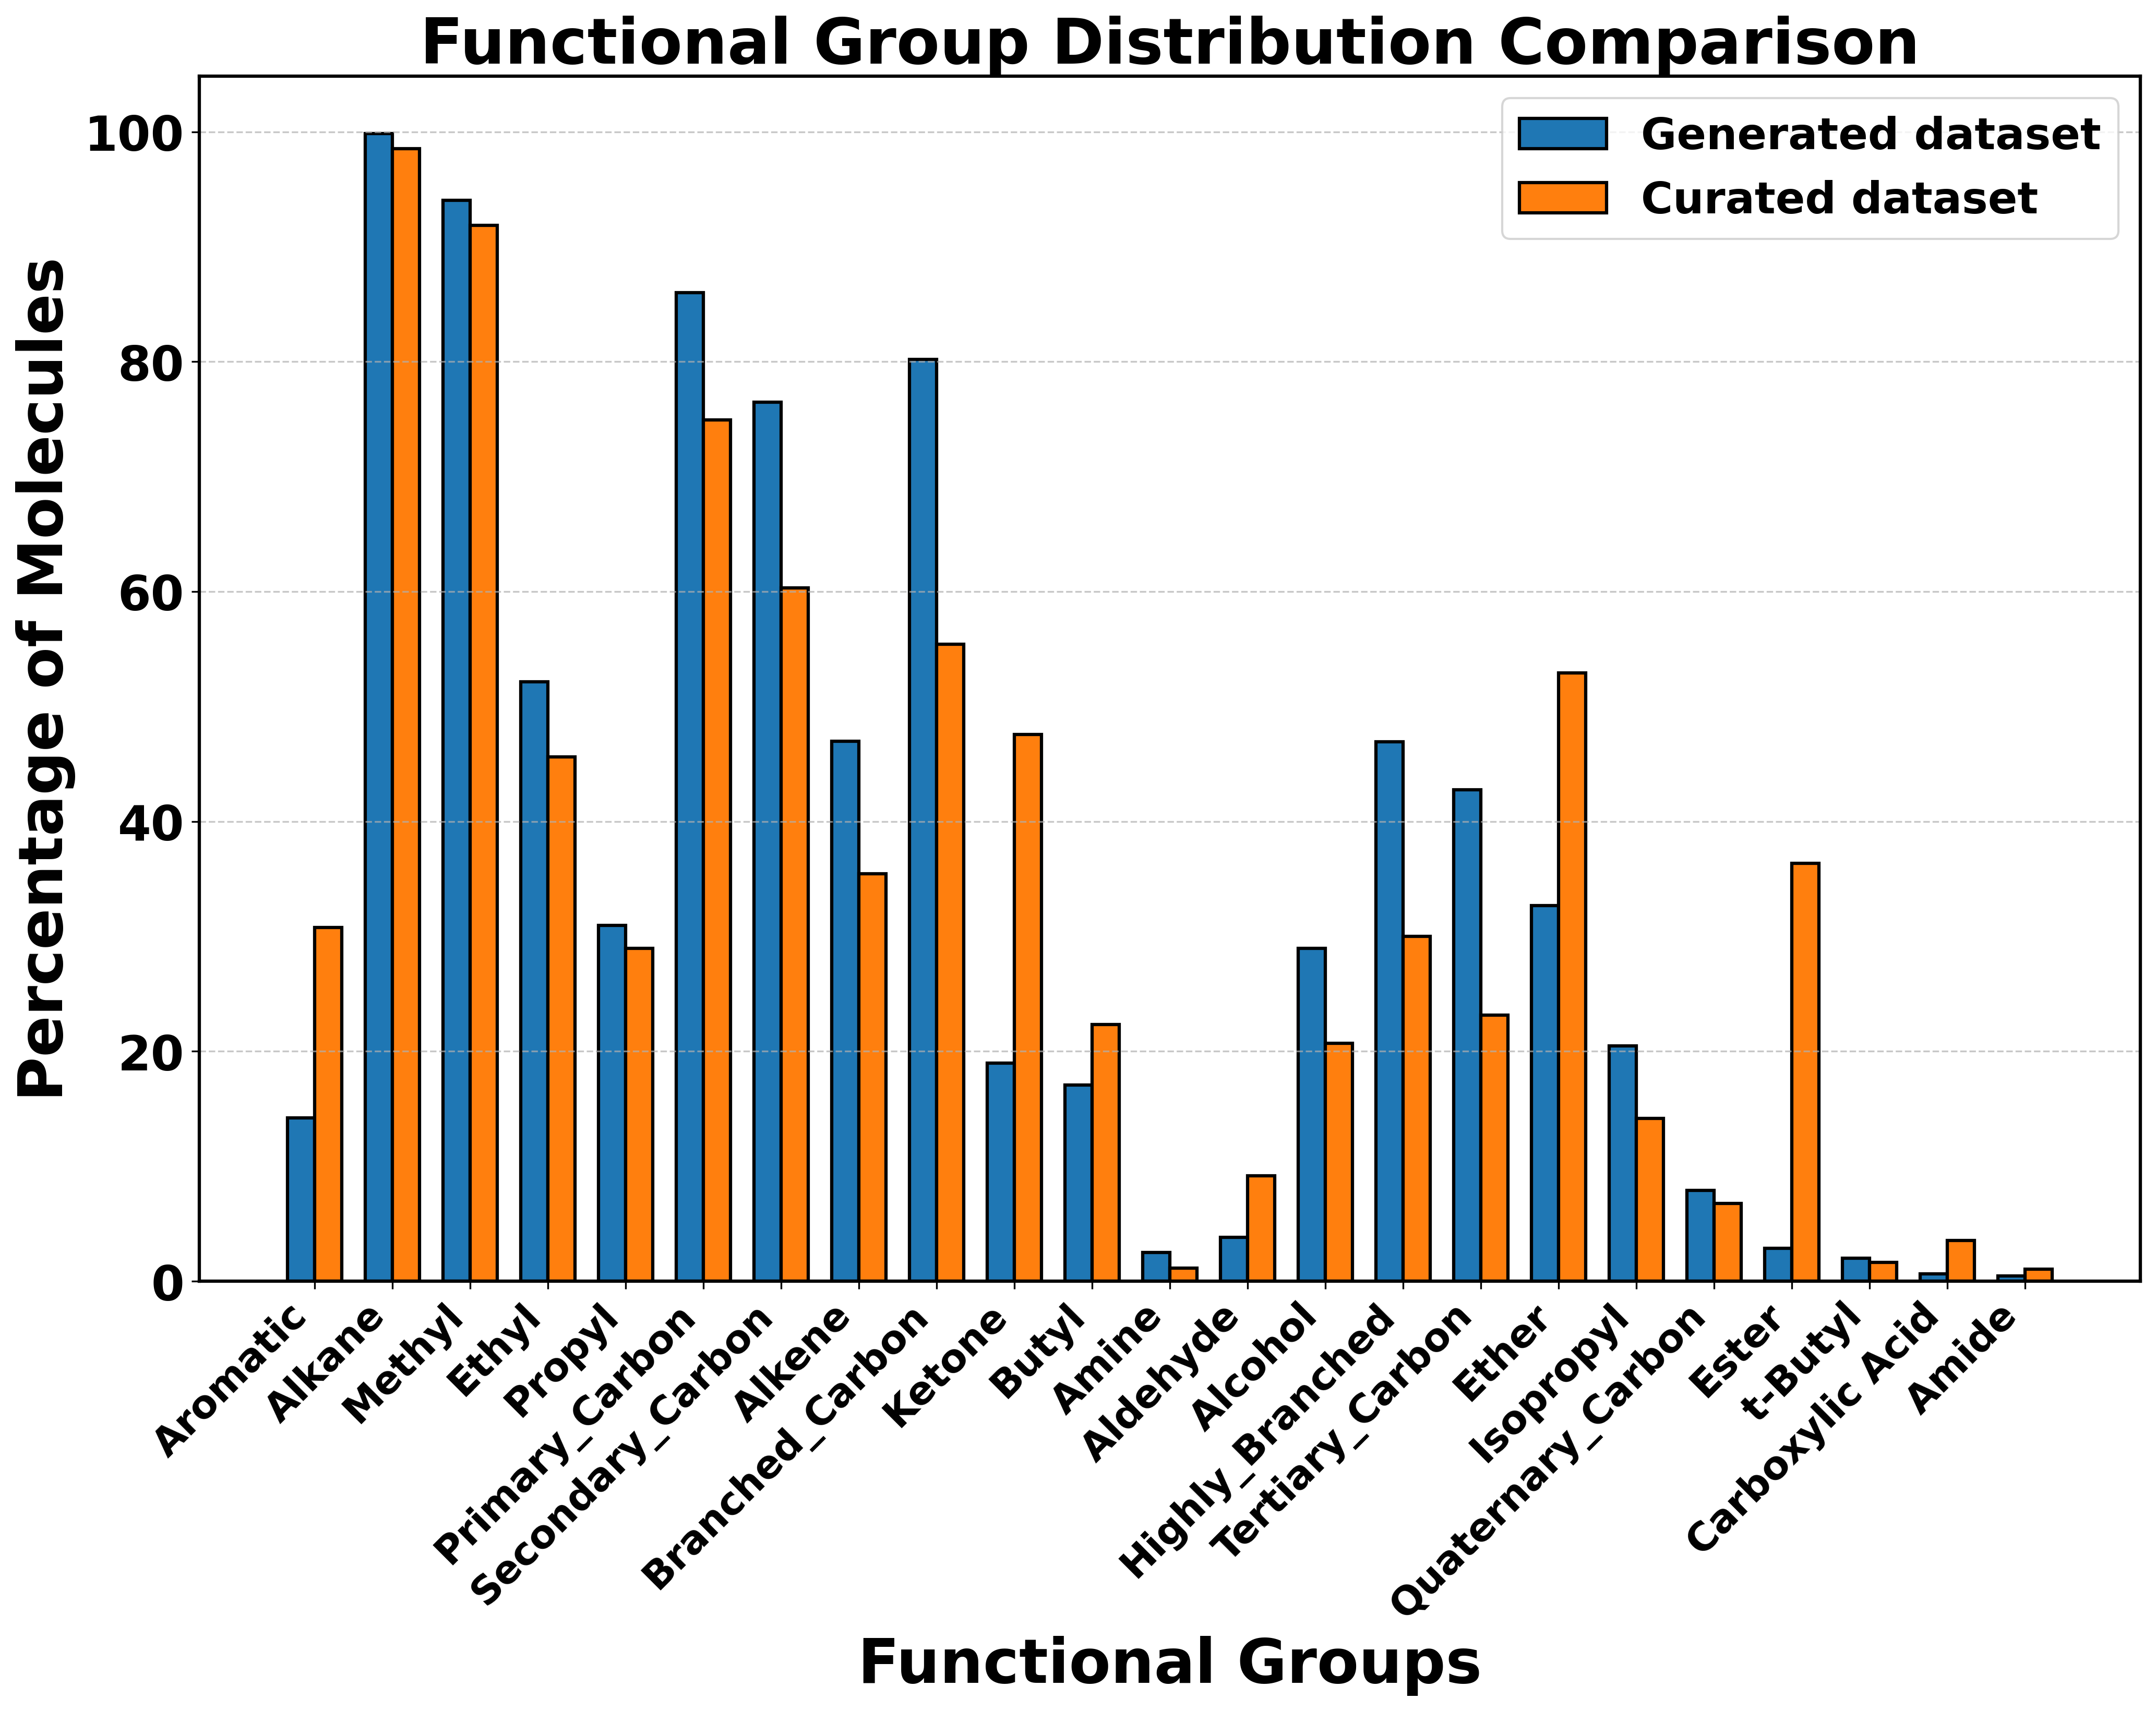 Functional Group Distribution Comparison
Generated dataset
Curated dataset
Percentage of Molecules
100
80
60
40
20
0
Aromatic
Alkane
Methyl
Ethyl
Propyl
Primary_Carbon
Secondary_Carbon
Alkene
Branched_Carbon
Ketone
Butyl
Amine
Aldehyde
Alcohol
Highly_Branched
Tertiary_Carbon
Ether
Isopropyl
Quaternary_Carbon
Ester
t-Butyl
Carboxylic Acid
Amide
Functional Groups